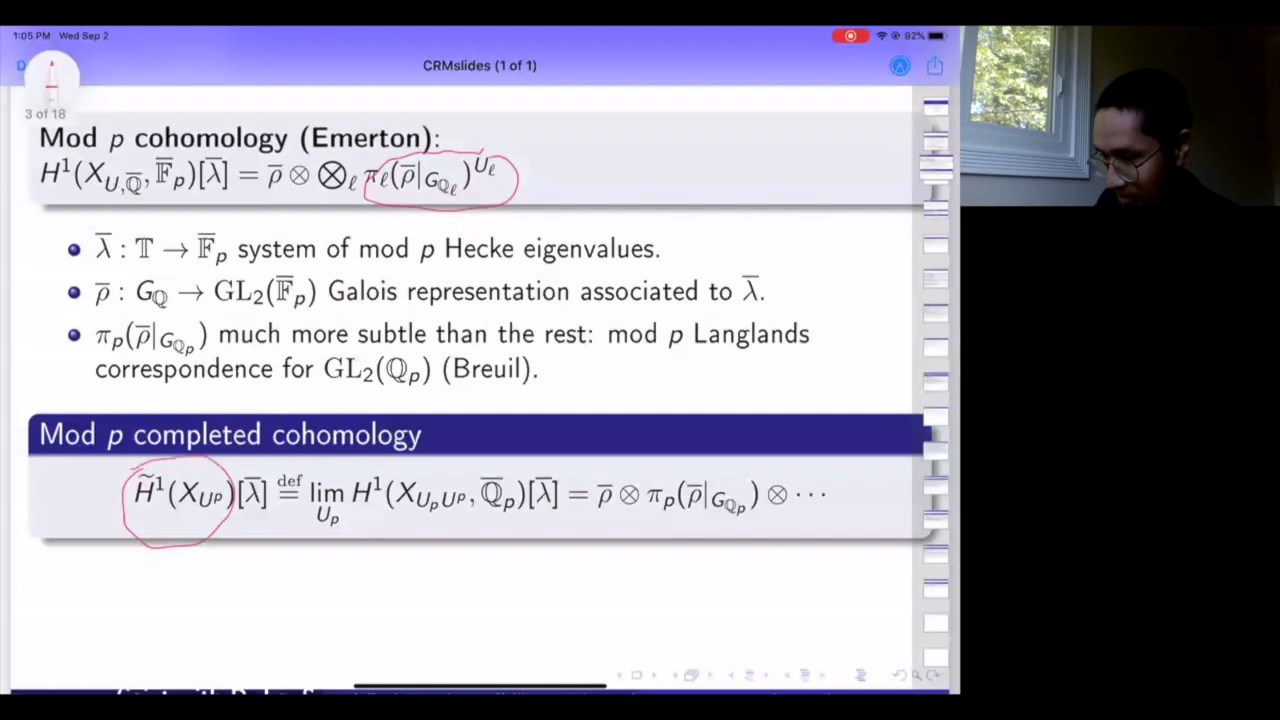 1:05 PM Wed Sep 2
92%
CRMslides (1 of 1)
3 of 18
Mod p cohomology (Emerton):
H¹(X_{U,ℚ̅}, 𝔽̅_p)[λ̅] = ρ̅ ⊗ ⊗_ℓ π_ℓ(ρ̅|_{G_{ℚ_ℓ}})^{U_ℓ}
λ̅ : 𝕋 → 𝔽̅_p system of mod p Hecke eigenvalues.
ρ̅ : G_ℚ → GL₂(𝔽̅_p) Galois representation associated to λ̅.
π_p(ρ̅|_{G_{ℚ_p}}) much more subtle than the rest: mod p Langlands
correspondence for GL₂(ℚ_p) (Breuil).
Mod p completed cohomology
H̃¹(X_{U^p})[λ̅] ≝ lim_{U_p} H¹(X_{U_pU^p}, ℚ̅_p)[λ̅] = ρ̅ ⊗ π_p(ρ̅|_{G_{ℚ_p}}) ⊗ ⋯